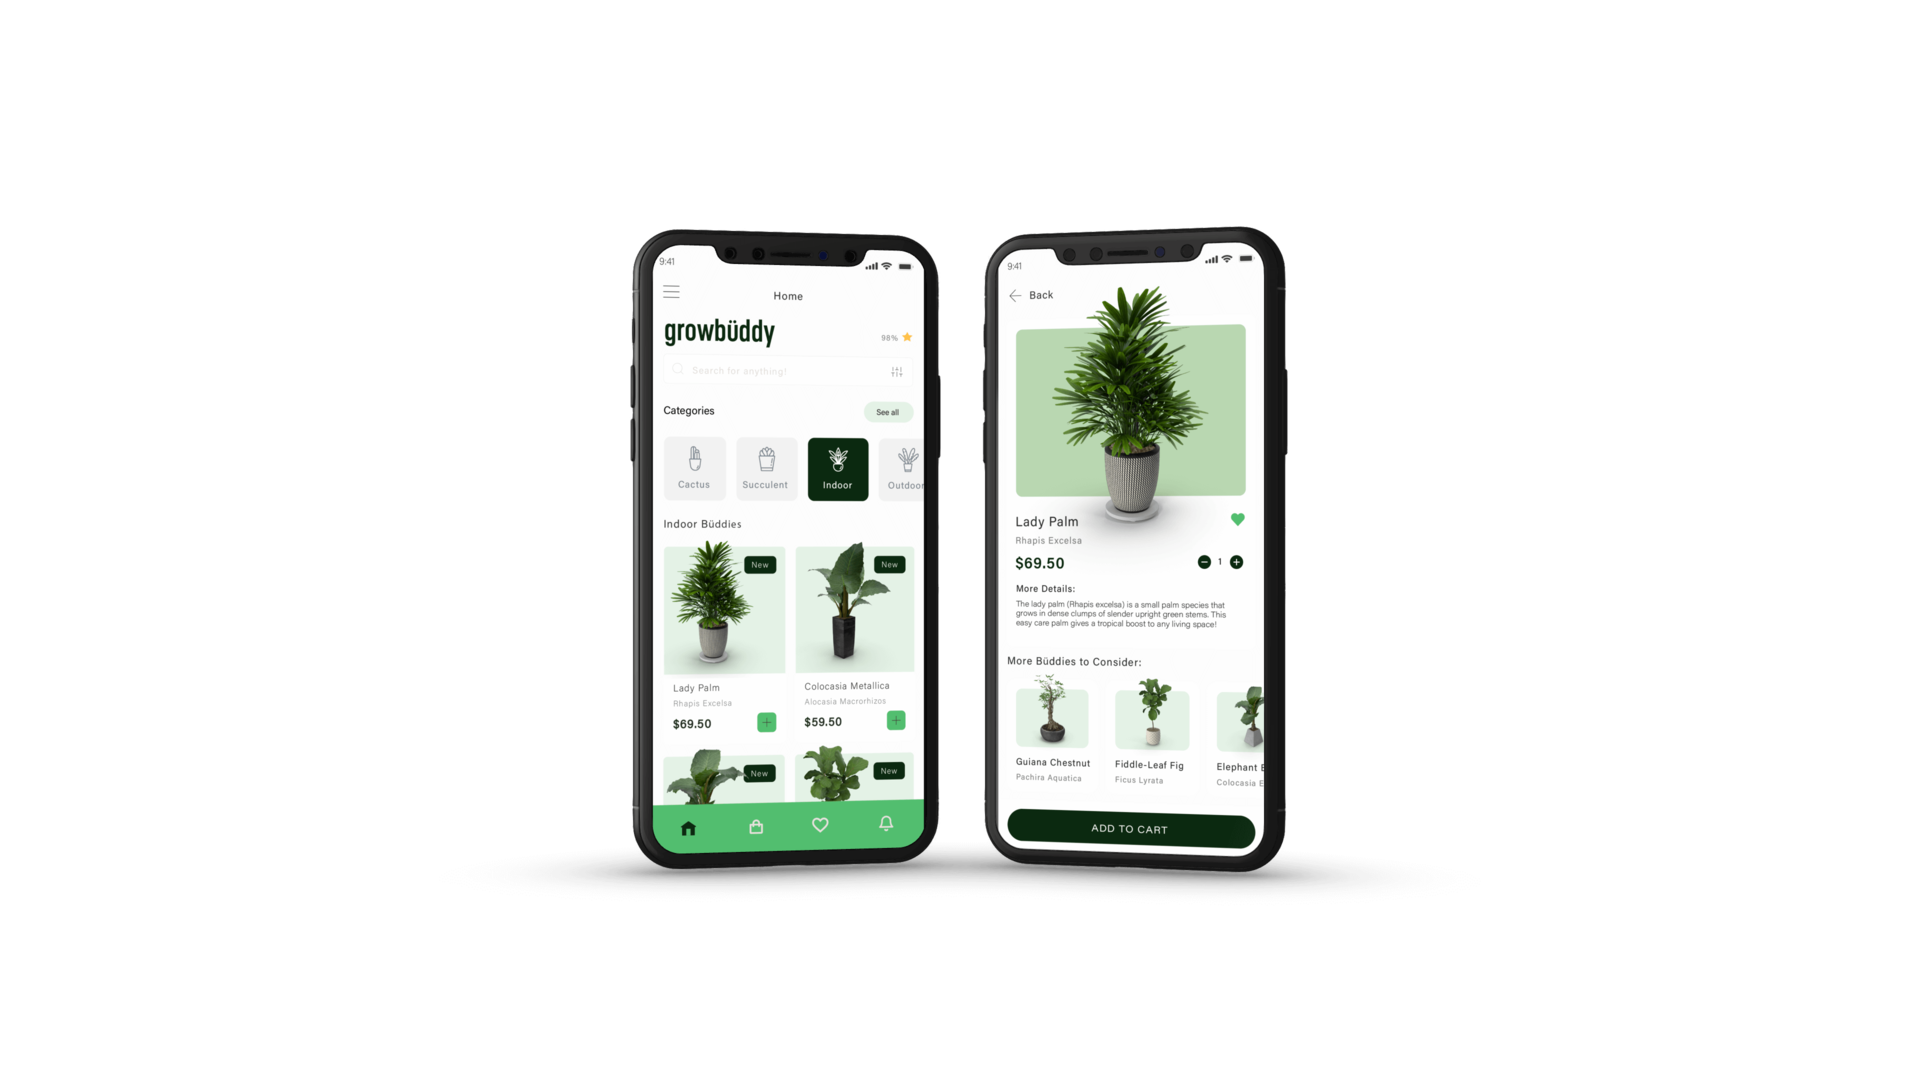 9:41
Home
growbüddy
98%
Search for anything!
Categories
See all
Cactus
Succulent
Indoor
Outdoor
Indoor Büddies
New
New
Lady Palm
Rhapis Excelsa
$69.50
Colocasia Metallica
Alocasia Macrorhizos
$59.50
New
New
9:41
Back
Lady Palm
Rhapis Excelsa
$69.50
1
More Details:
The lady palm (Rhapis excelsa) is a small palm species that
grows in dense clumps of slender upright green stems. This
easy care palm gives a tropical boost to any living space!
More Büddies to Consider:
Guiana Chestnut
Pachira Aquatica
Fiddle-Leaf Fig
Ficus Lyrata
Elephant
Colocasia
ADD TO CART